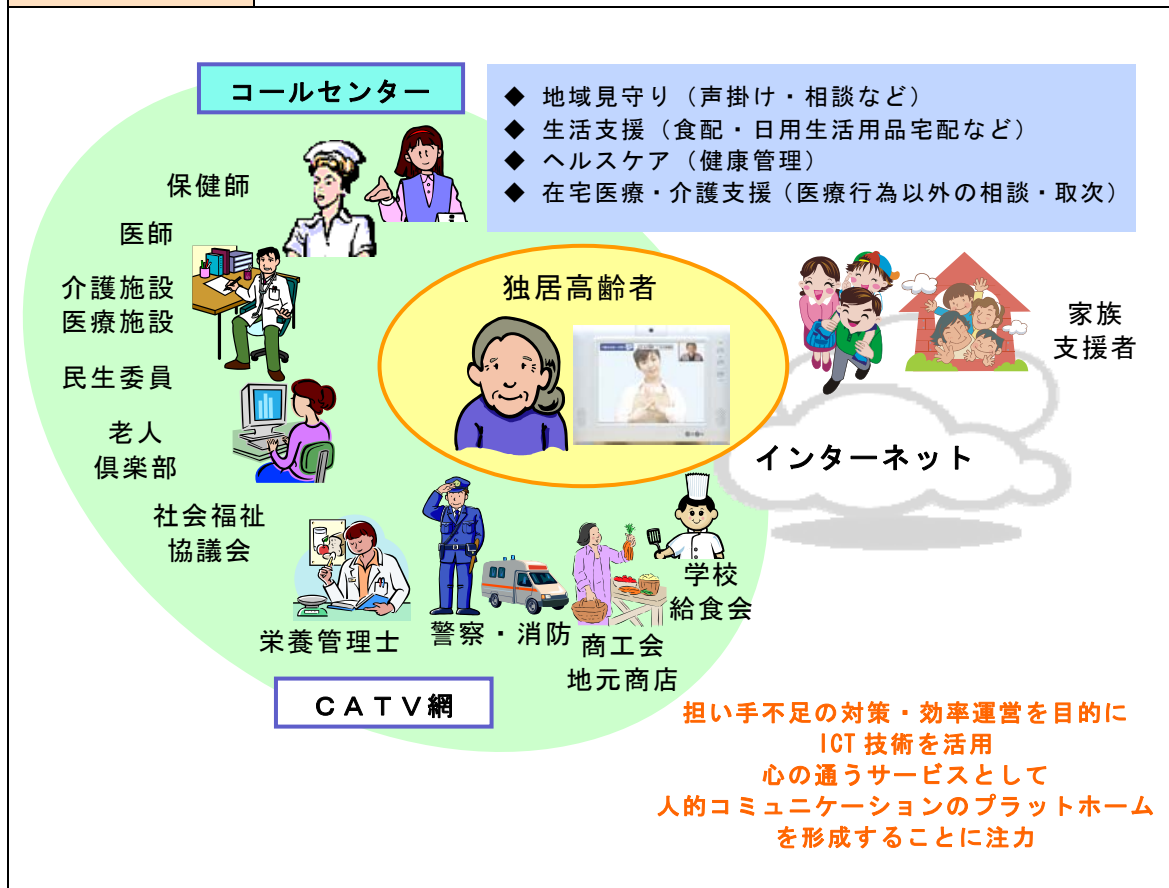 コールセンター
◆ 地域見守り（声掛け・相談など）
◆ 生活支援（食配・日用生活用品宅配など）
◆ ヘルスケア（健康管理）
◆ 在宅医療・介護支援（医療行為以外の相談・取次）
保健師
医師
介護施設
医療施設
民生委員
老人
倶楽部
社会福祉
協議会
独居高齢者
家族
支援者
インターネット
栄養管理士
警察・消防
商工会
地元商店
学校
給食会
ＣＡＴＶ網
担い手不足の対策・効率運営を目的に
ICT 技術を活用
心の通うサービスとして
人的コミュニケーションのプラットホーム
を形成することに注力